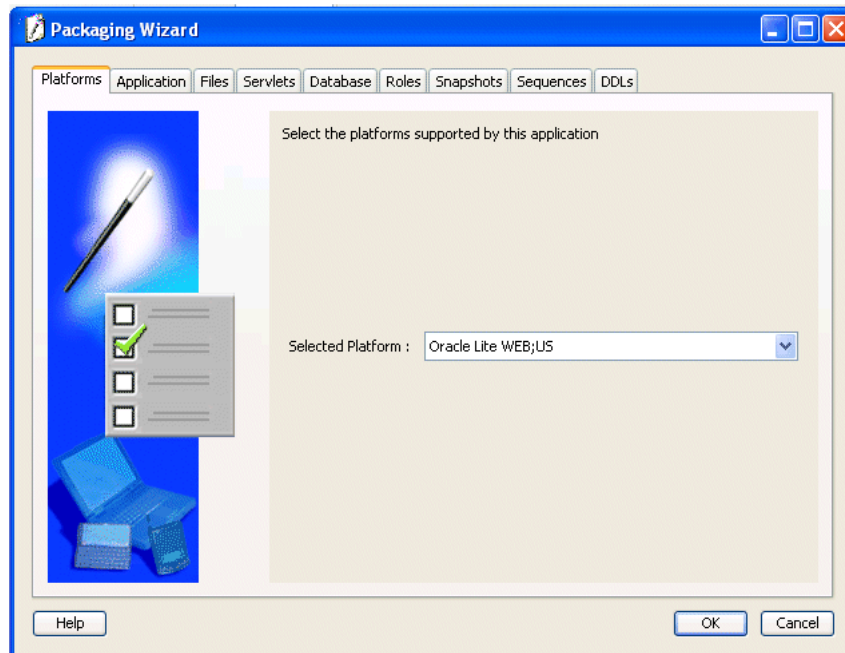 Packaging Wizard
Platforms Application Files Servlets Database Roles Snapshots Sequences DDLs
Select the platforms supported by this application
Selected Platform : Oracle Lite WEB;US
Help OK Cancel